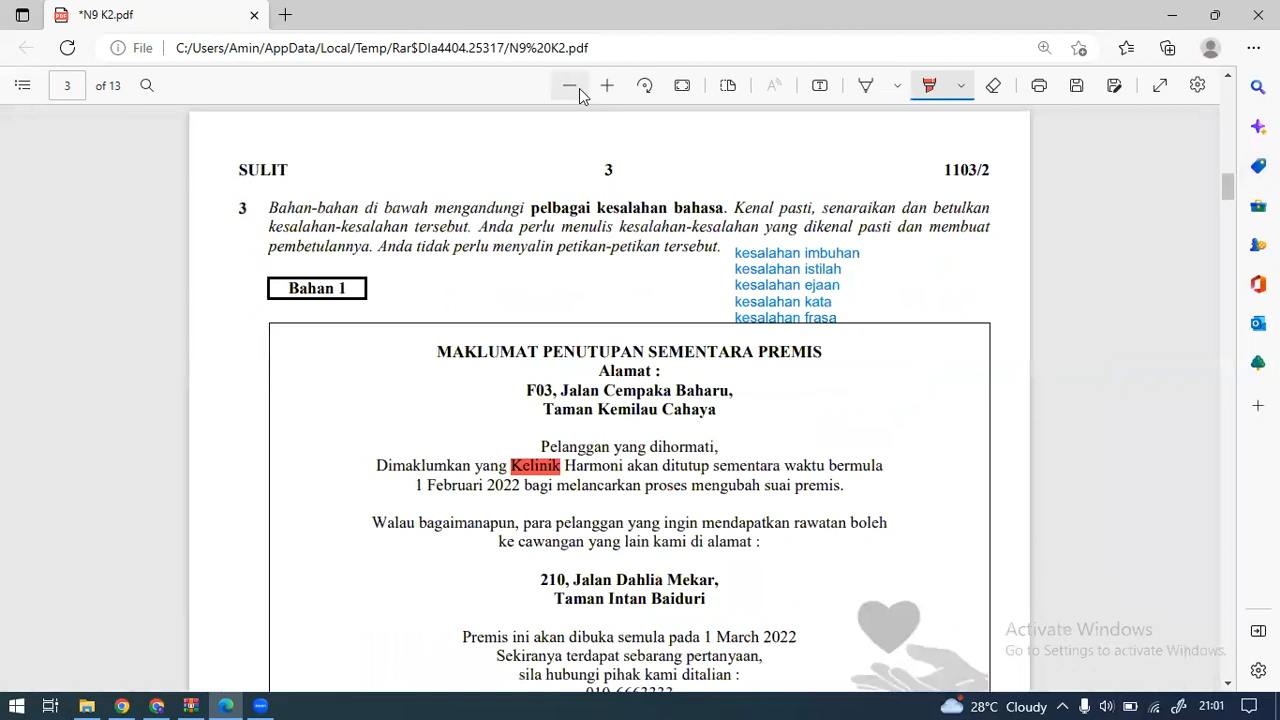 *N9 K2.pdf
File
C:/Users/Amin/AppData/Local/Temp/Rar$DIa4404.25317/N9%20K2.pdf
3 of 13
SULIT 3 1103/2
3 Bahan-bahan di bawah mengandungi pelbagai kesalahan bahasa. Kenal pasti, senaraikan dan betulkan
kesalahan-kesalahan tersebut. Anda perlu menulis kesalahan-kesalahan yang dikenal pasti dan membuat
pembetulannya. Anda tidak perlu menyalin petikan-petikan tersebut.
kesalahan imbuhan
kesalahan istilah
kesalahan ejaan
kesalahan kata
kesalahan frasa
Bahan 1
MAKLUMAT PENUTUPAN SEMENTARA PREMIS
Alamat :
F03, Jalan Cempaka Baharu,
Taman Kemilau Cahaya
Pelanggan yang dihormati,
Dimaklumkan yang Kelinik Harmoni akan ditutup sementara waktu bermula
1 Februari 2022 bagi melancarkan proses mengubah suai premis.
Walau bagaimanapun, para pelanggan yang ingin mendapatkan rawatan boleh
ke cawangan yang lain kami di alamat :
210, Jalan Dahlia Mekar,
Taman Intan Baiduri
Premis ini akan dibuka semula pada 1 March 2022
Sekiranya terdapat sebarang pertanyaan,
sila hubungi pihak kami ditalian :
010-6663333
Activate Windows
Go to Settings to activate Windows.
28°C Cloudy
21:01